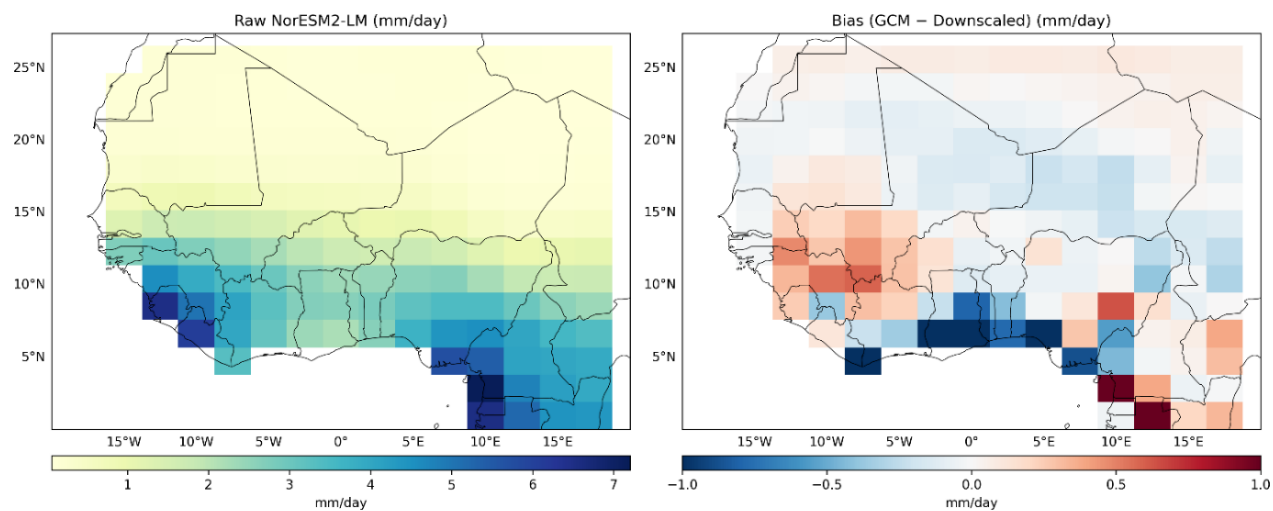 Raw NorESM2-LM (mm/day)
25°N
20°N
15°N
10°N
5°N
15°W 10°W 5°W 0° 5°E 10°E 15°E
1 2 3 4 5 6 7
mm/day
Bias (GCM − Downscaled) (mm/day)
25°N
20°N
15°N
10°N
5°N
15°W 10°W 5°W 0° 5°E 10°E 15°E
−1.0 −0.5 0.0 0.5 1.0
mm/day